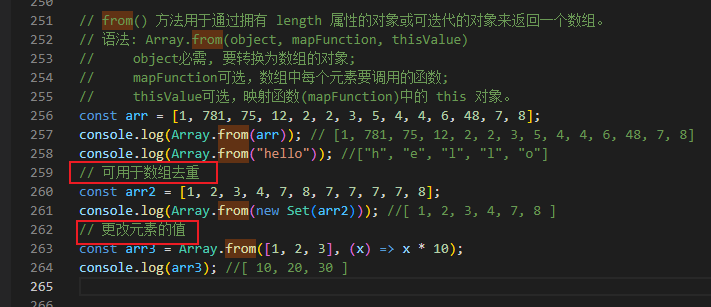 250
251 // from() 方法用于通过拥有 length 属性的对象或可迭代的对象来返回一个数组。
252 // 语法: Array.from(object, mapFunction, thisValue)
253 //     object必需, 要转换为数组的对象;
254 //     mapFunction可选，数组中每个元素要调用的函数;
255 //     thisValue可选，映射函数(mapFunction)中的 this 对象。
256 const arr = [1, 781, 75, 12, 2, 2, 3, 5, 4, 4, 6, 48, 7, 8];
257 console.log(Array.from(arr)); // [1, 781, 75, 12, 2, 2, 3, 5, 4, 4, 6, 48, 7, 8]
258 console.log(Array.from("hello")); //["h", "e", "l", "l", "o"]
259 // 可用于数组去重
260 const arr2 = [1, 2, 3, 4, 7, 8, 7, 7, 7, 7, 8];
261 console.log(Array.from(new Set(arr2))); //[ 1, 2, 3, 4, 7, 8 ]
262 // 更改元素的值
263 const arr3 = Array.from([1, 2, 3], (x) => x * 10);
264 console.log(arr3); //[ 10, 20, 30 ]
265